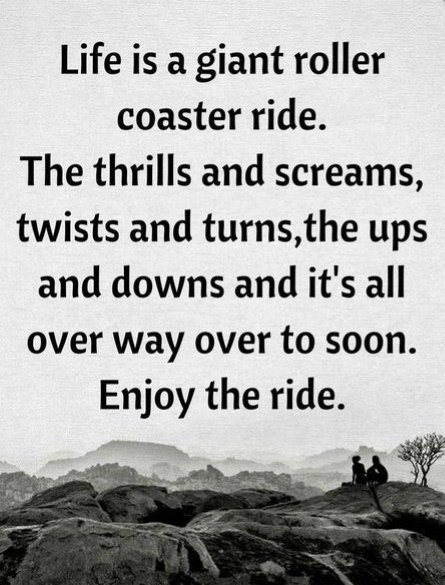 Life is a giant roller
coaster ride.
The thrills and screams,
twists and turns,the ups
and downs and it's all
over way over to soon.
Enjoy the ride.